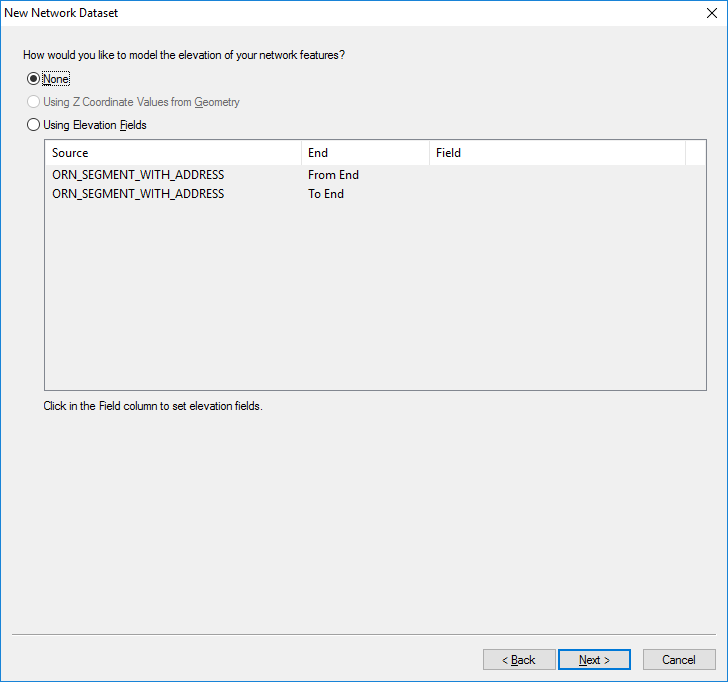 New Network Dataset
How would you like to model the elevation of your network features?
None
Using Z Coordinate Values from Geometry
Using Elevation Fields
Source End Field
ORN_SEGMENT_WITH_ADDRESS From End
ORN_SEGMENT_WITH_ADDRESS To End
Click in the Field column to set elevation fields.
< Back Next > Cancel